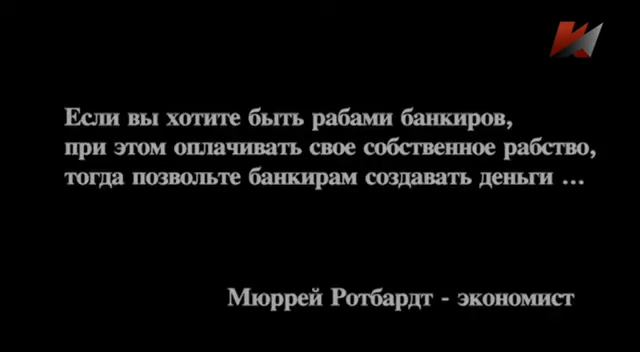 Если вы хотите быть рабами банкиров,
при этом оплачивать свое собственное рабство,
тогда позвольте банкирам создавать деньги ...
Мюррей Ротбардт - экономист